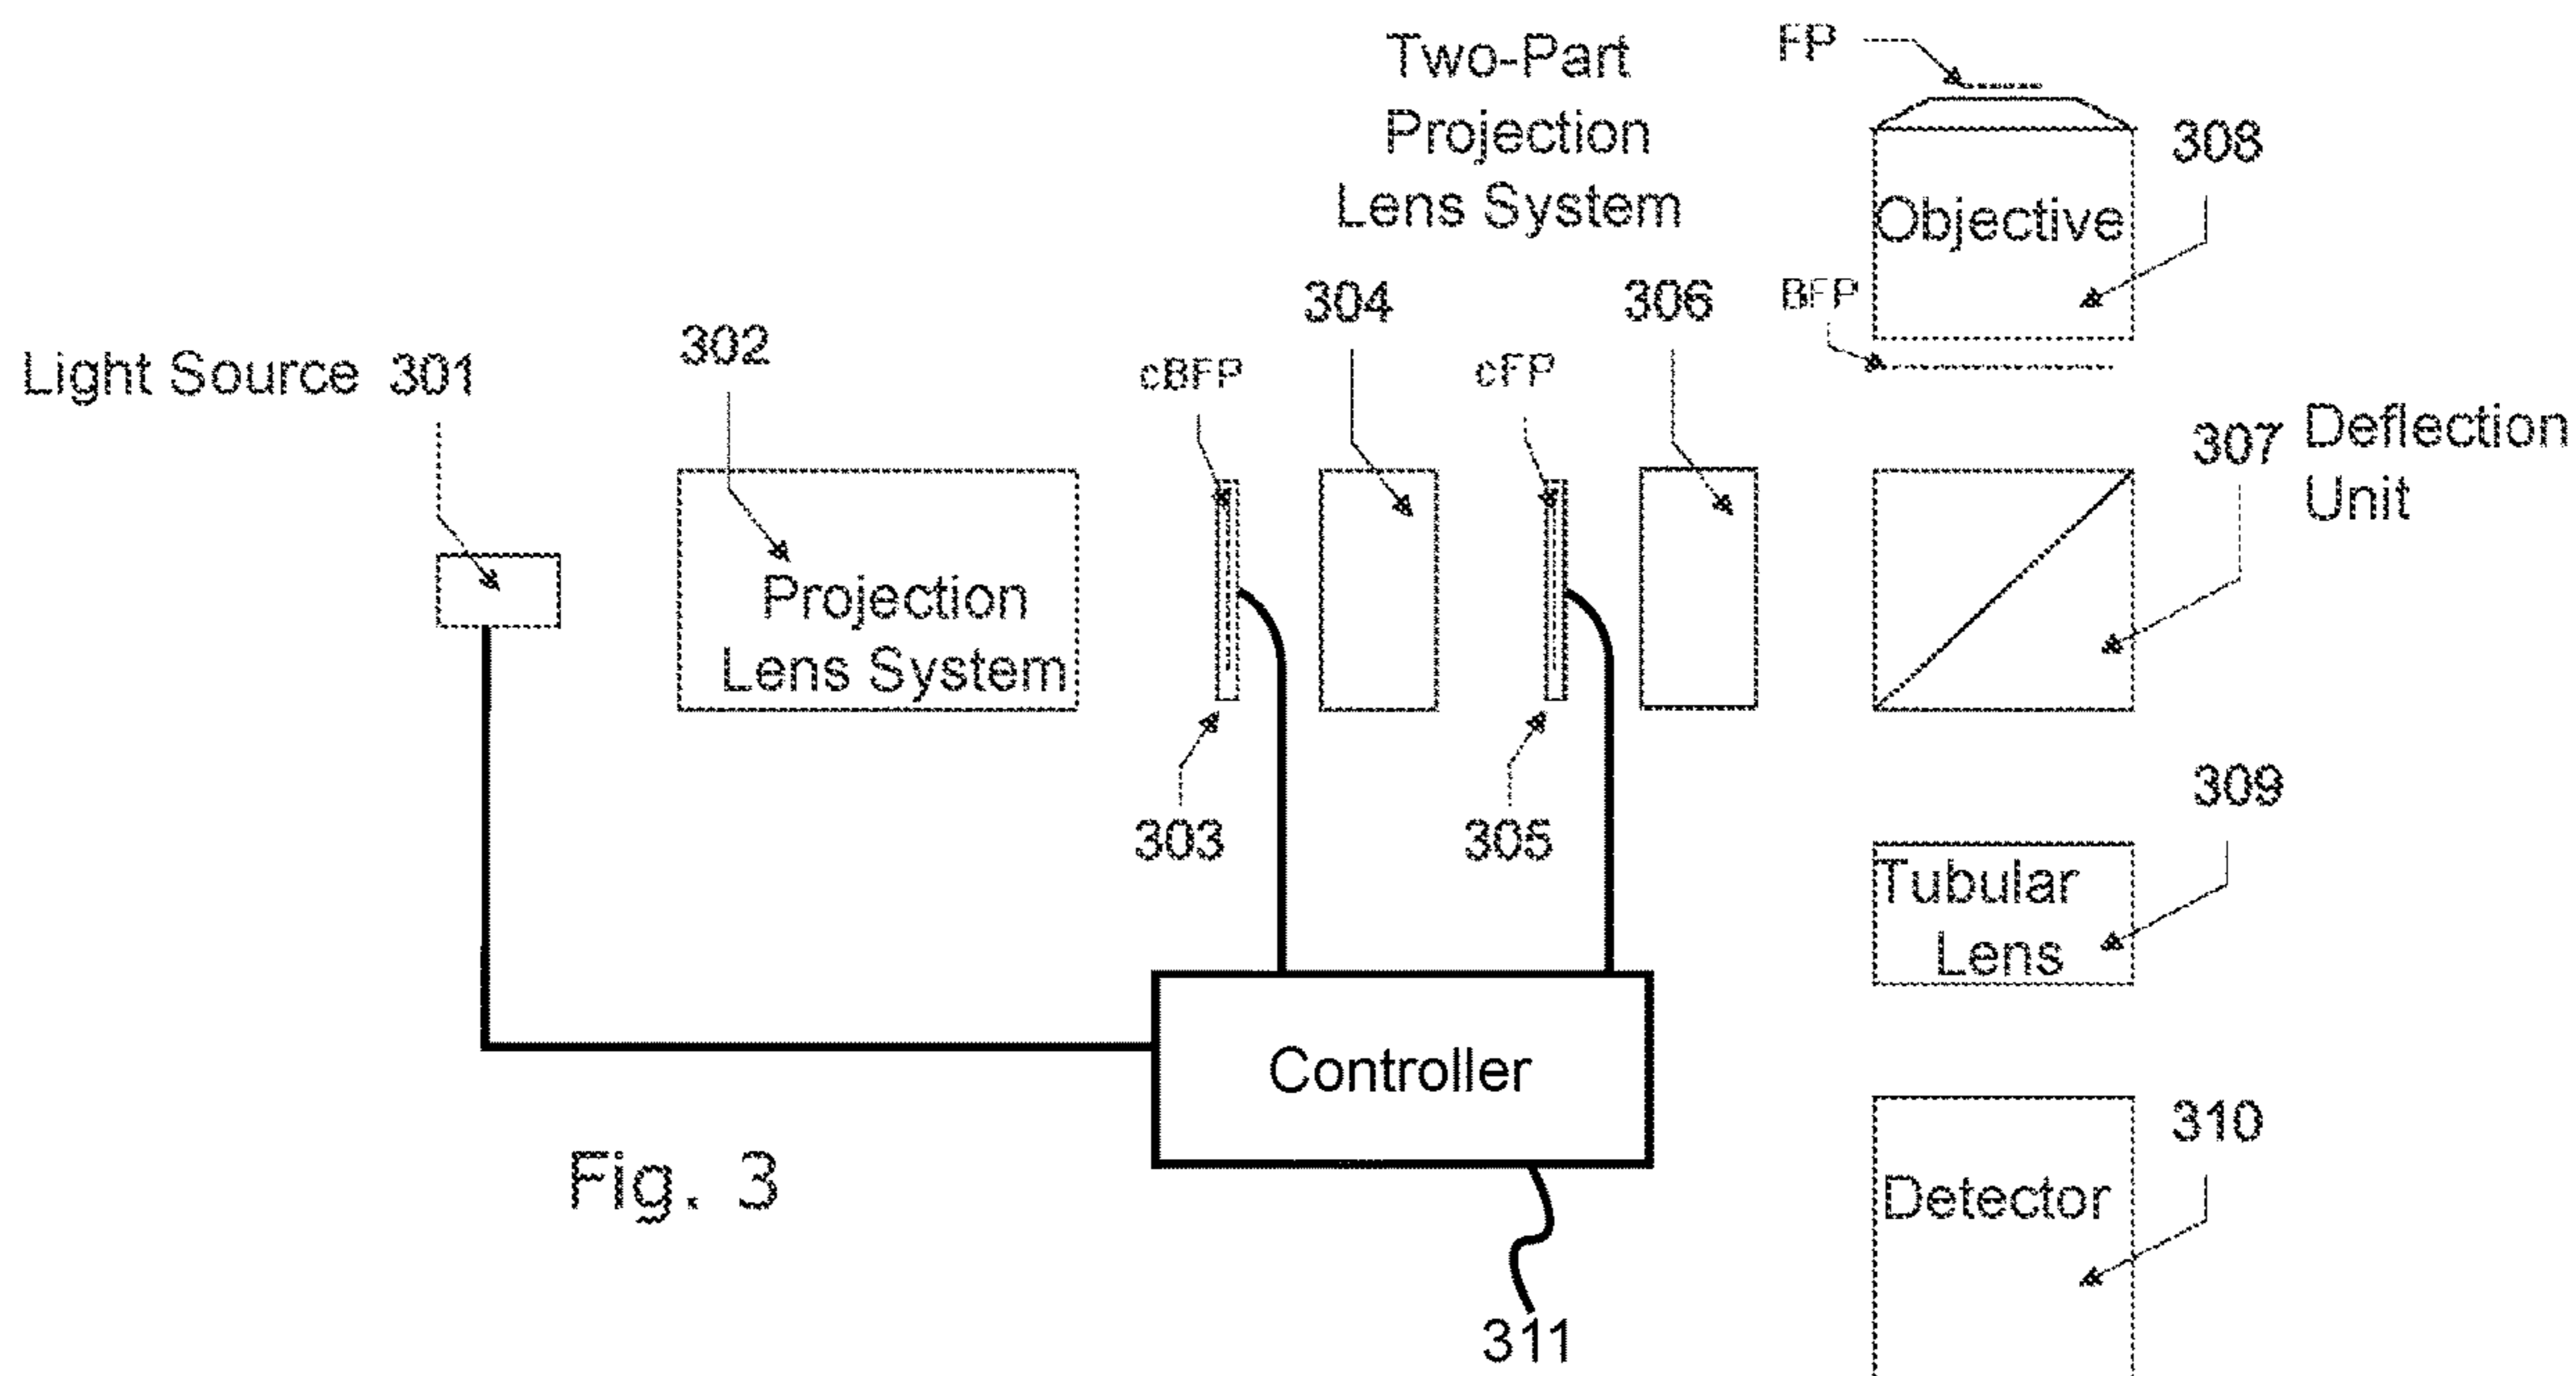 Two-Part
Projection
Lens System
FP
308
Objective
304
306
BFP
302
cBFP
cFP
Light Source 301
307 Deflection
Unit
Projection
Lens System
303
305
309
Tubular
Lens
Controller
310
Detector
Fig. 3
311